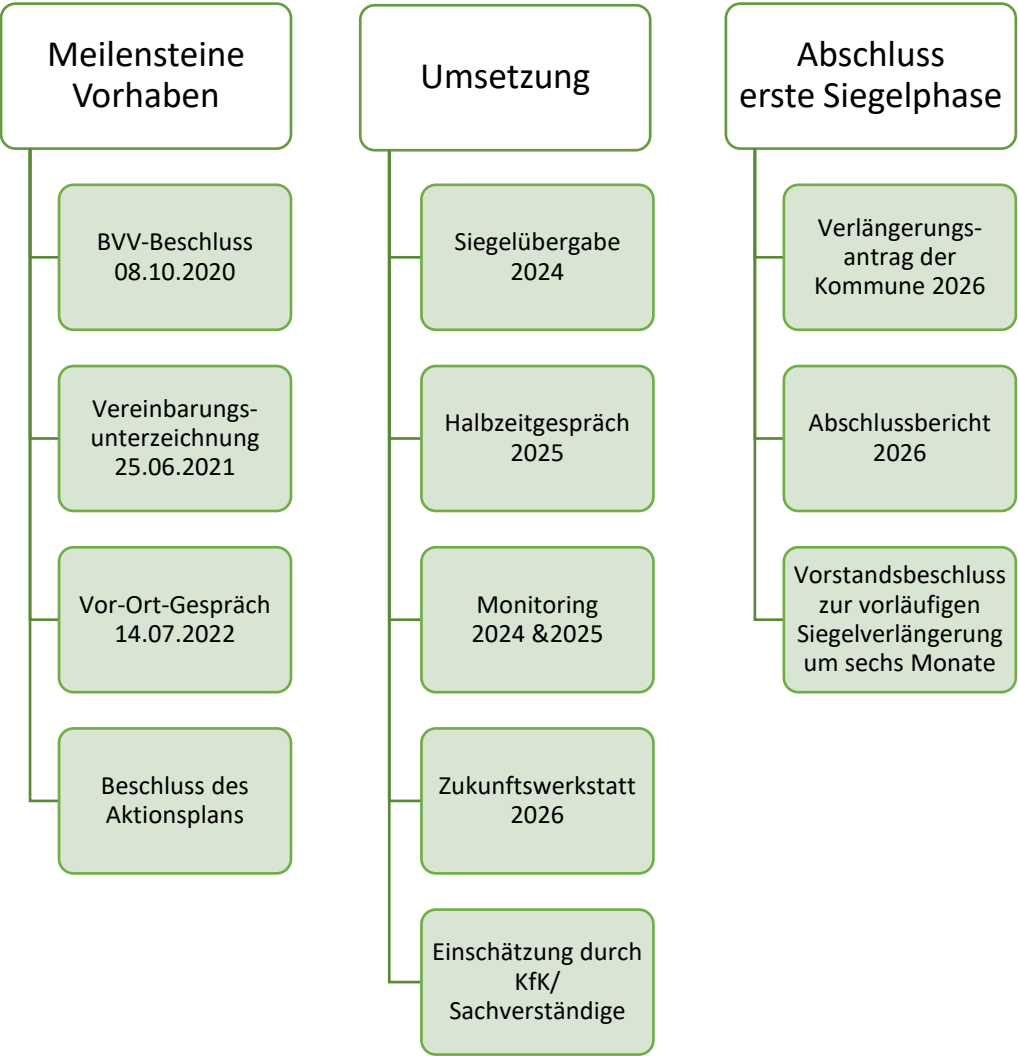 Meilensteine
Vorhaben
BVV-Beschluss
08.10.2020
Vereinbarungs-
unterzeichnung
25.06.2021
Vor-Ort-Gespräch
14.07.2022
Beschluss des
Aktionsplans
Umsetzung
Siegelübergabe
2024
Halbzeitgespräch
2025
Monitoring
2024 &2025
Zukunftswerkstatt
2026
Einschätzung durch
KfK/
Sachverständige
Abschluss
erste Siegelphase
Verlängerungs-
antrag der
Kommune 2026
Abschlussbericht
2026
Vorstandsbeschluss
zur vorläufigen
Siegelverlängerung
um sechs Monate